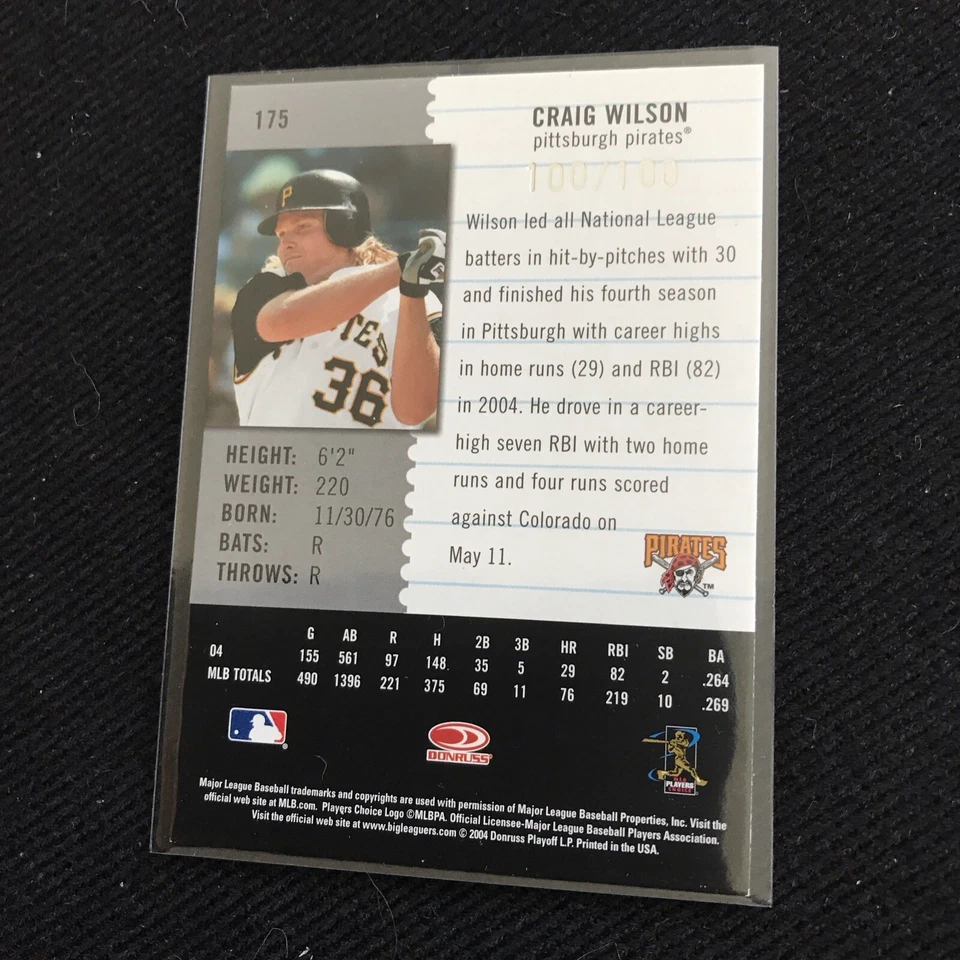 175
CRAIG WILSON
pittsburgh pirates®
100/100
Wilson led all National League
batters in hit-by-pitches with 30
and finished his fourth season
in Pittsburgh with career highs
in home runs (29) and RBI (82)
in 2004. He drove in a career-
high seven RBI with two home
runs and four runs scored
against Colorado on
May 11.
P
TES
36
HEIGHT: 6'2"
WEIGHT: 220
BORN: 11/30/76
BATS: R
THROWS: R
PIRATES
TM
G AB R H 2B 3B HR RBI SB BA
04 155 561 97 148 35 5 29 82 2 .264
MLB TOTALS 490 1396 221 375 69 11 76 219 10 .269
DONRUSS®
MLB
PLAYERS
CHOICE
Major League Baseball trademarks and copyrights are used with permission of Major League Baseball Properties, Inc. Visit the
official web site at MLB.com. Players Choice Logo ©MLBPA. Official Licensee-Major League Baseball Players Association.
Visit the official web site at www.bigleaguers.com © 2004 Donruss Playoff L.P. Printed in the USA.